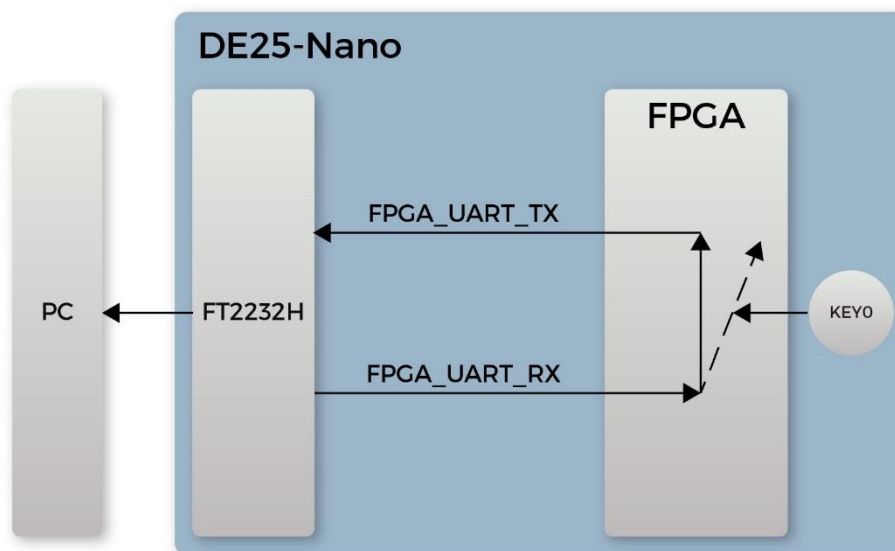 DE25-Nano
FPGA
FPGA_UART_TX
PC
FT2232H
KEY0
FPGA_UART_RX